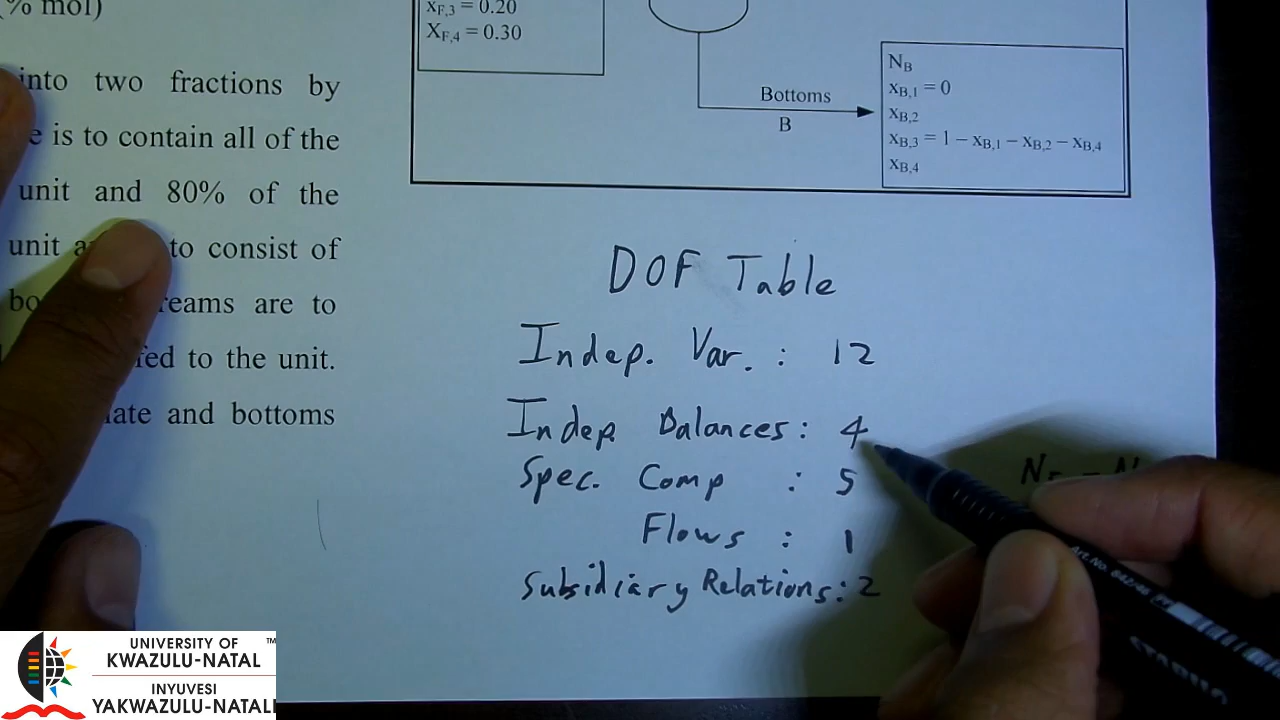 % mol)
into two fractions by
is to contain all of the
unit and 80% of the
unit to consist of
streams are to
fed to the unit.
and bottoms
xF,3 = 0.20
XF,4 = 0.30
Bottoms
B
NB
xB,1 = 0
xB,2
xB,3 = 1 – xB,1 – xB,2 – xB,4
xB,4
DOF Table
Indep. Var. : 12
Indep. Balances: 4
Spec. Comp : 5
Flows : 1
Subsidiary Relations: 2
UNIVERSITY OF ™
KWAZULU-NATAL
INYUVESI
YAKWAZULU-NATALI